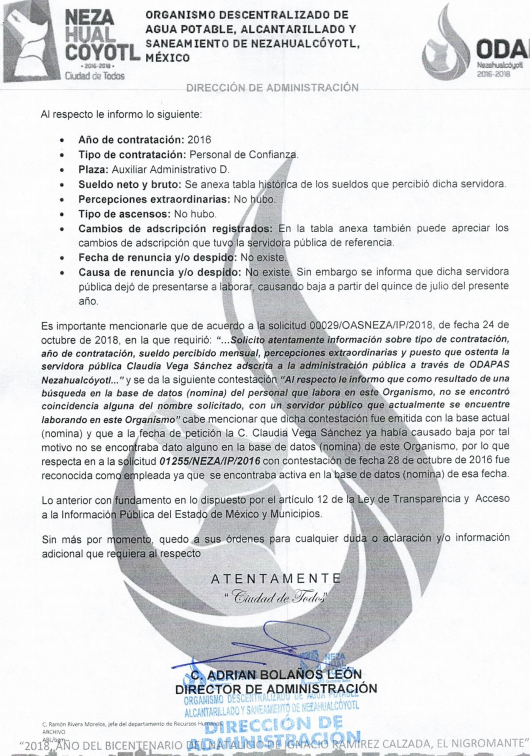 NEZA
HUAL
CÓYOTL
- 2016-2018 -
Ciudad de Todos
ORGANISMO DESCENTRALIZADO DE
AGUA POTABLE, ALCANTARILLADO Y
SANEAMIENTO DE NEZAHUALCÓYOTL,
MÉXICO
ODA
Nezahualcóyotl
2016-2018
DIRECCIÓN DE ADMINISTRACIÓN
Al respecto le informo lo siguiente:
• Año de contratación: 2016
• Tipo de contratación: Personal de Confianza.
• Plaza: Auxiliar Administrativo D.
• Sueldo neto y bruto: Se anexa tabla histórica de los sueldos que percibió dicha servidora.
• Percepciones extraordinarias: No hubo.
• Tipo de ascensos: No hubo.
• Cambios de adscripción registrados: En la tabla anexa también puede apreciar los
cambios de adscripción que tuvo la servidora pública de referencia.
• Fecha de renuncia y/o despido: No existe.
• Causa de renuncia y/o despido: No existe. Sin embargo se informa que dicha servidora
pública dejó de presentarse a laborar, causando baja a partir del quince de julio del presente
año.
Es importante mencionarle que de acuerdo a la solicitud 00029/OASNEZA/IP/2018, de fecha 24 de
octubre de 2018, en la que requirió: "...Solicito atentamente información sobre tipo de contratación,
año de contratación, sueldo percibido mensual, percepciones extraordinarias y puesto que ostenta la
servidora pública Claudia Vega Sánchez adscrita a la administración pública a través de ODAPAS
Nezahualcóyotl..." y se da la siguiente contestación "Al respecto le informo que como resultado de una
búsqueda en la base de datos (nomina) del personal que labora en este Organismo, no se encontró
coincidencia alguna del nombre solicitado, con un servidor público que actualmente se encuentre
laborando en este Organismo" cabe mencionar que dicha contestación fue emitida con la base actual
(nomina) y que a la fecha de petición la C. Claudia Vega Sánchez ya había causado baja por tal
motivo no se encontraba dato alguno en la base de datos (nomina) de este Organismo, por lo que
respecta en a la solicitud 01255/NEZA/IP/2016 con contestación de fecha 28 de octubre de 2016 fue
reconocida como empleada ya que se encontraba activa en la base de datos (nomina) de esa fecha.
Lo anterior con fundamento en lo dispuesto por el artículo 12 de la Ley de Transparencia y Acceso
a la Información Pública del Estado de México y Municipios.
Sin más por momento, quedo a sus órdenes para cualquier duda o aclaración y/o información
adicional que requiera al respecto
ATENTAMENTE
"Ciudad de Todos"
NEZA
HUAL
C. ADRIAN BOLAÑOS LEÓN
DIRECTOR DE ADMINISTRACIÓN
ORGANISMO DESCENTRALIZADO DE AGUA POTABLE
ALCANTARILLADO Y SANEAMIENTO DE NEZAHUALCÓYOTL
DIRECCIÓN DE
ADMINISTRACIÓN
C. Ramón Rivera Morelos, jefe del departamento de Recursos Humanos
ARCHIVO
"2018, AÑO DEL BICENTENARIO DEL NATALICIO DE IGNACIO RAMÍREZ CALZADA, EL NIGROMANTE"